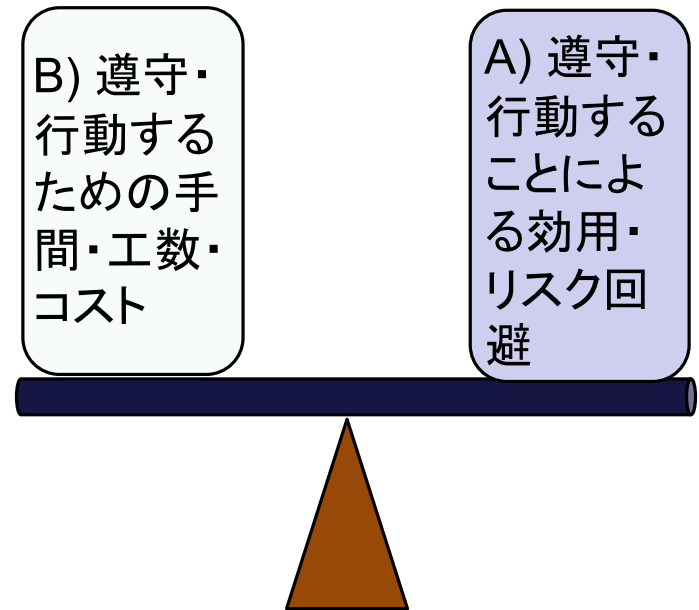 B) 遵守・
行動する
ための手
間・工数・
コスト
A) 遵守・
行動する
ことによ
る効用・
リスク回
避